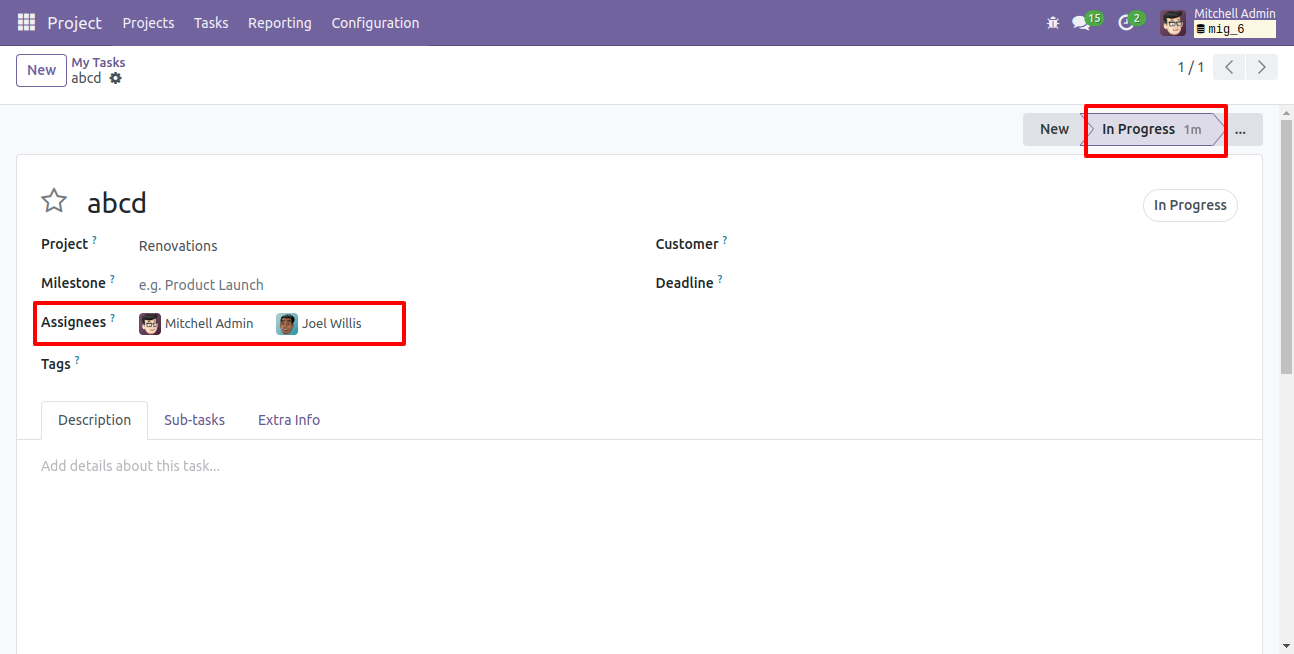 Project Projects Tasks Reporting Configuration 15 2 Mitchell Admin
mig_6
New My Tasks
abcd
1 / 1
New In Progress 1m ...
abcd
In Progress
Project ? Renovations
Customer ?
Milestone ? e.g. Product Launch
Deadline ?
Assignees ? Mitchell Admin Joel Willis
Tags ?
Description Sub-tasks Extra Info
Add details about this task...